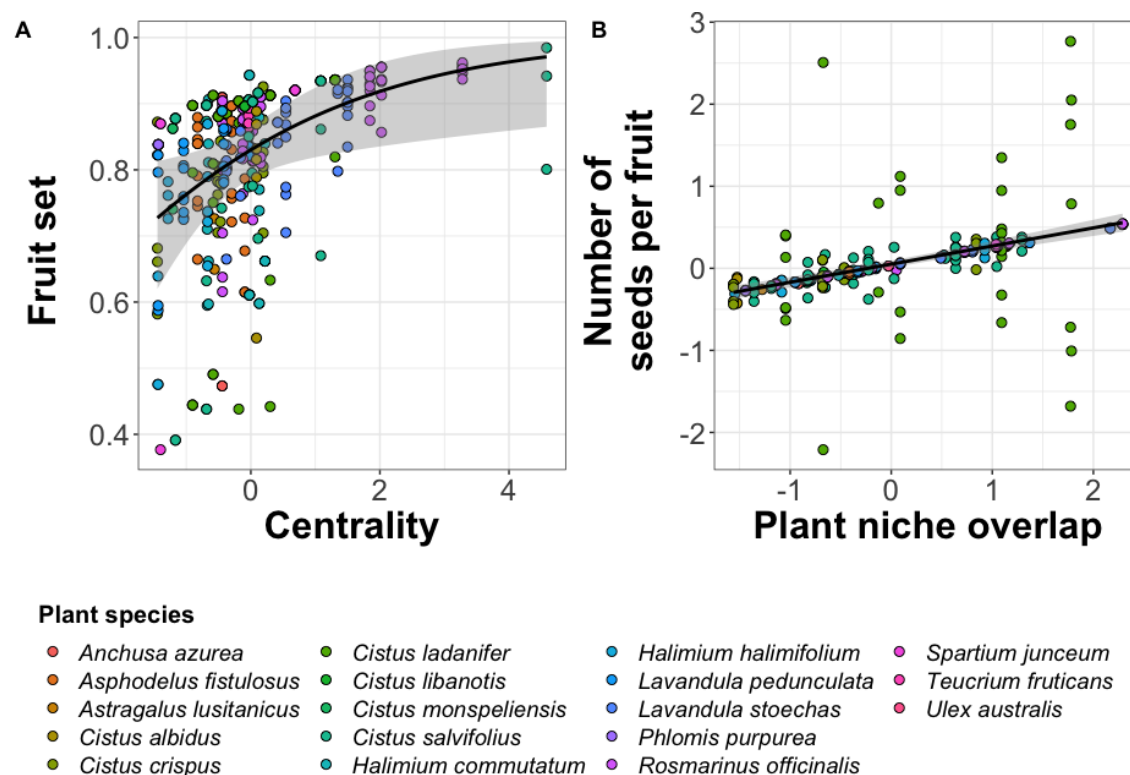 A
B
1.0
0.8
0.6
0.4
Fruit set
0
2
4
Centrality
3
2
1
0
-1
-2
Number of
seeds per fruit
-1
0
1
2
Plant niche overlap
Plant species
Anchusa azurea
Asphodelus fistulosus
Astragalus lusitanicus
Cistus albidus
Cistus crispus
Cistus ladanifer
Cistus libanotis
Cistus monspeliensis
Cistus salvifolius
Halimium commutatum
Halimium halimifolium
Lavandula pedunculata
Lavandula stoechas
Phlomis purpurea
Rosmarinus officinalis
Spartium junceum
Teucrium fruticans
Ulex australis